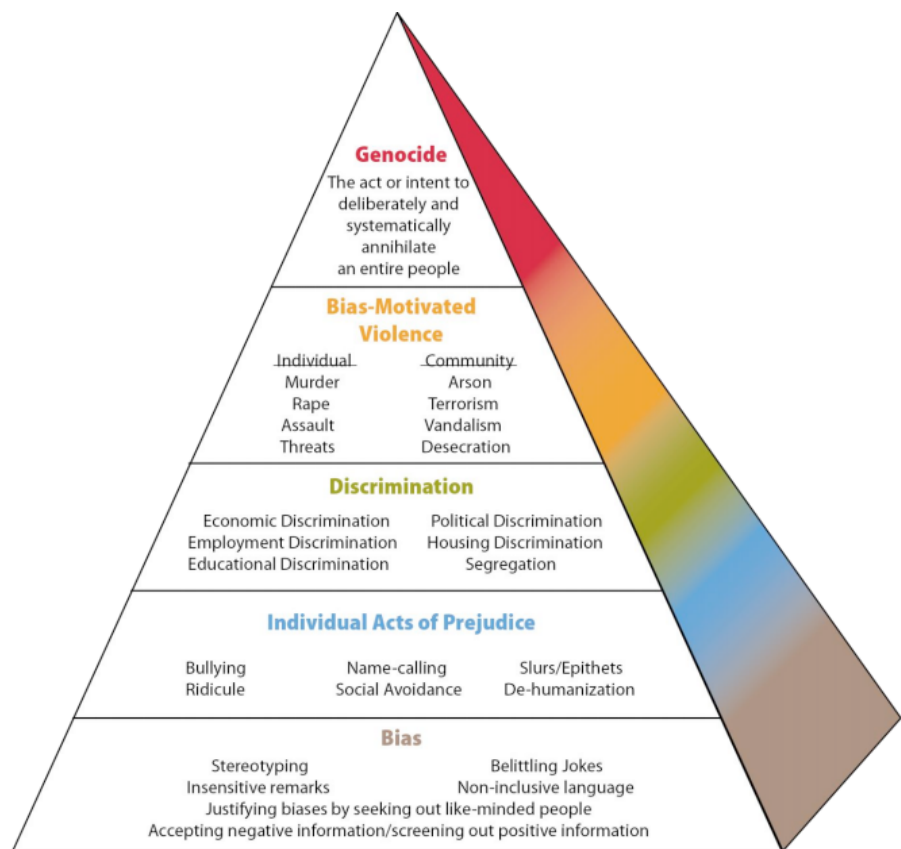 Genocide
The act or intent to
deliberately and
systematically
annihilate
an entire people
Bias-Motivated
Violence
Individual Community
Murder Arson
Rape Terrorism
Assault Vandalism
Threats Desecration
Discrimination
Economic Discrimination Political Discrimination
Employment Discrimination Housing Discrimination
Educational Discrimination Segregation
Individual Acts of Prejudice
Bullying Name-calling Slurs/Epithets
Ridicule Social Avoidance De-humanization
Bias
Stereotyping Belittling Jokes
Insensitive remarks Non-inclusive language
Justifying biases by seeking out like-minded people
Accepting negative information/screening out positive information